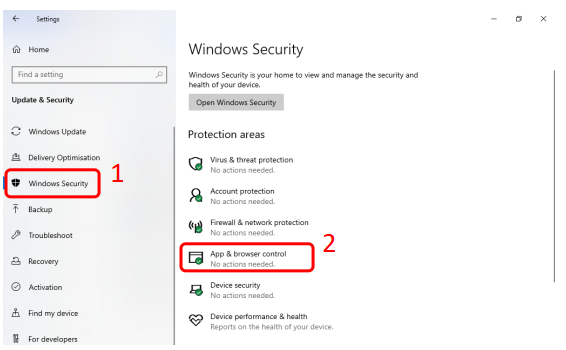 Settings
Home
Find a setting
Update & Security
Windows Update
Delivery Optimisation
Windows Security
1
Backup
Troubleshoot
Recovery
Activation
Find my device
For developers
Windows Security
Windows Security is your home to view and manage the security and
health of your device.
Open Windows Security
Protection areas
Virus & threat protection
No actions needed.
Account protection
No actions needed.
Firewall & network protection
No actions needed.
App & browser control
No actions needed.
2
Device security
No actions needed.
Device performance & health
Reports on the health of your device.